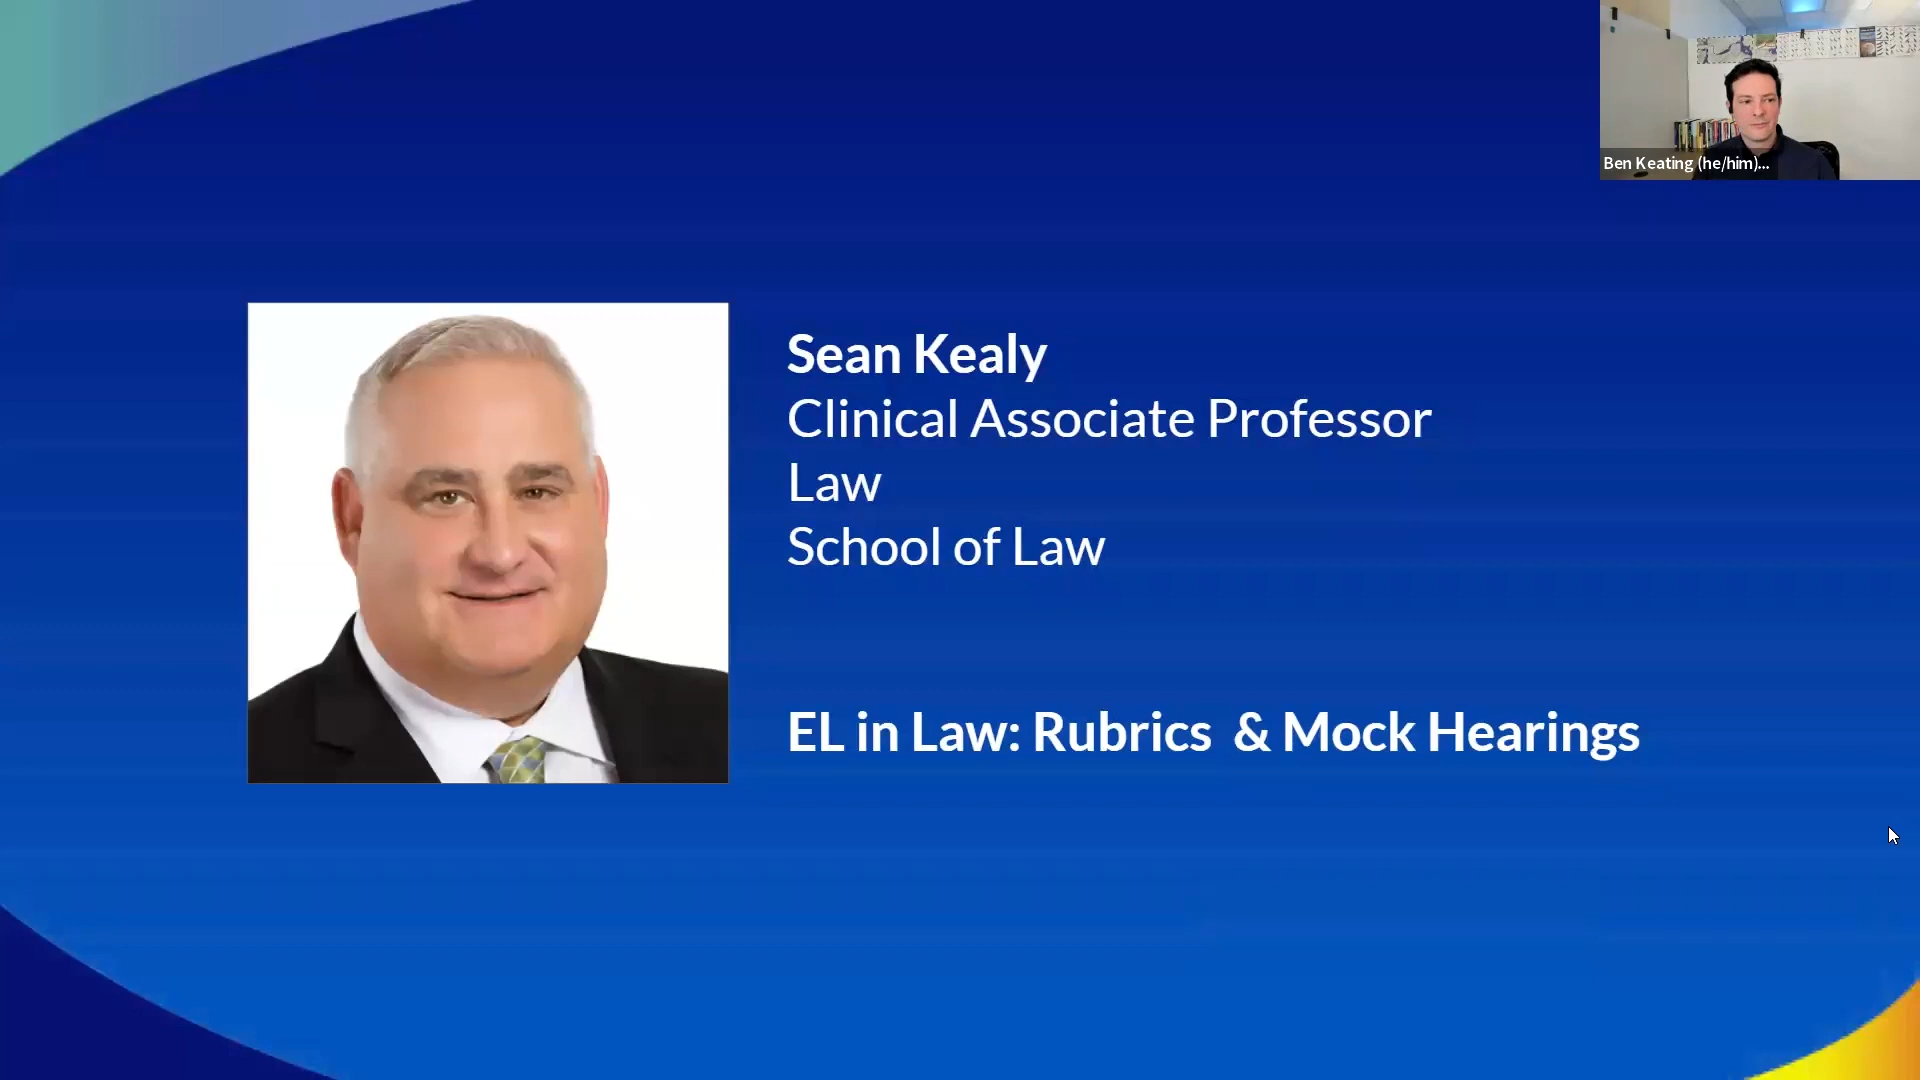 Ben Keating (he/him)...
Sean Kealy
Clinical Associate Professor
Law
School of Law
EL in Law: Rubrics & Mock Hearings